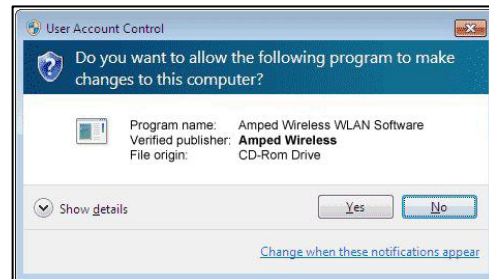 User Account Control
Do you want to allow the following program to make
changes to this computer?
Program name: Amped Wireless WLAN Software
Verified publisher: Amped Wireless
File origin: CD-Rom Drive
Show details
Yes
No
Change when these notifications appear